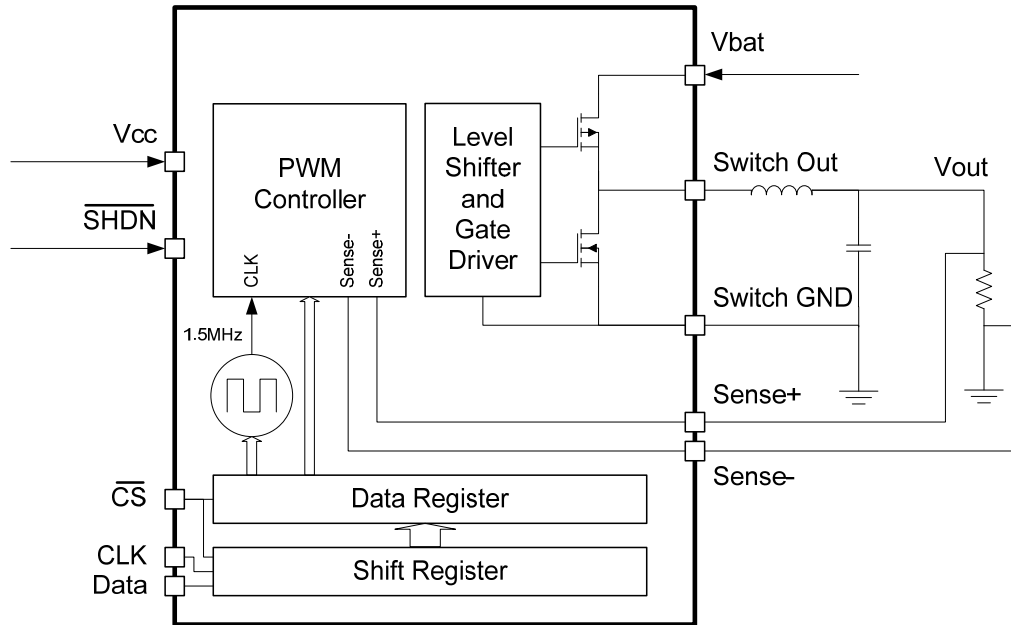 Vbat
Vcc
SHDN
PWM
Controller
CLK
Sense-
Sense+
Level
Shifter
and
Gate
Driver
Switch Out
Vout
Switch GND
1.5MHz
Sense+
Sense-
CS
Data Register
CLK
Data
Shift Register